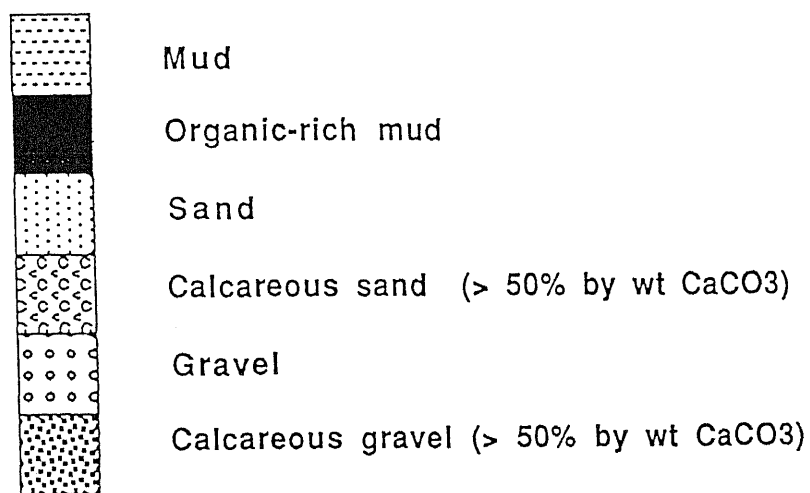 Mud
Organic-rich mud
Sand
Calcareous sand (> 50% by wt CaCO3)
Gravel
Calcareous gravel (> 50% by wt CaCO3)